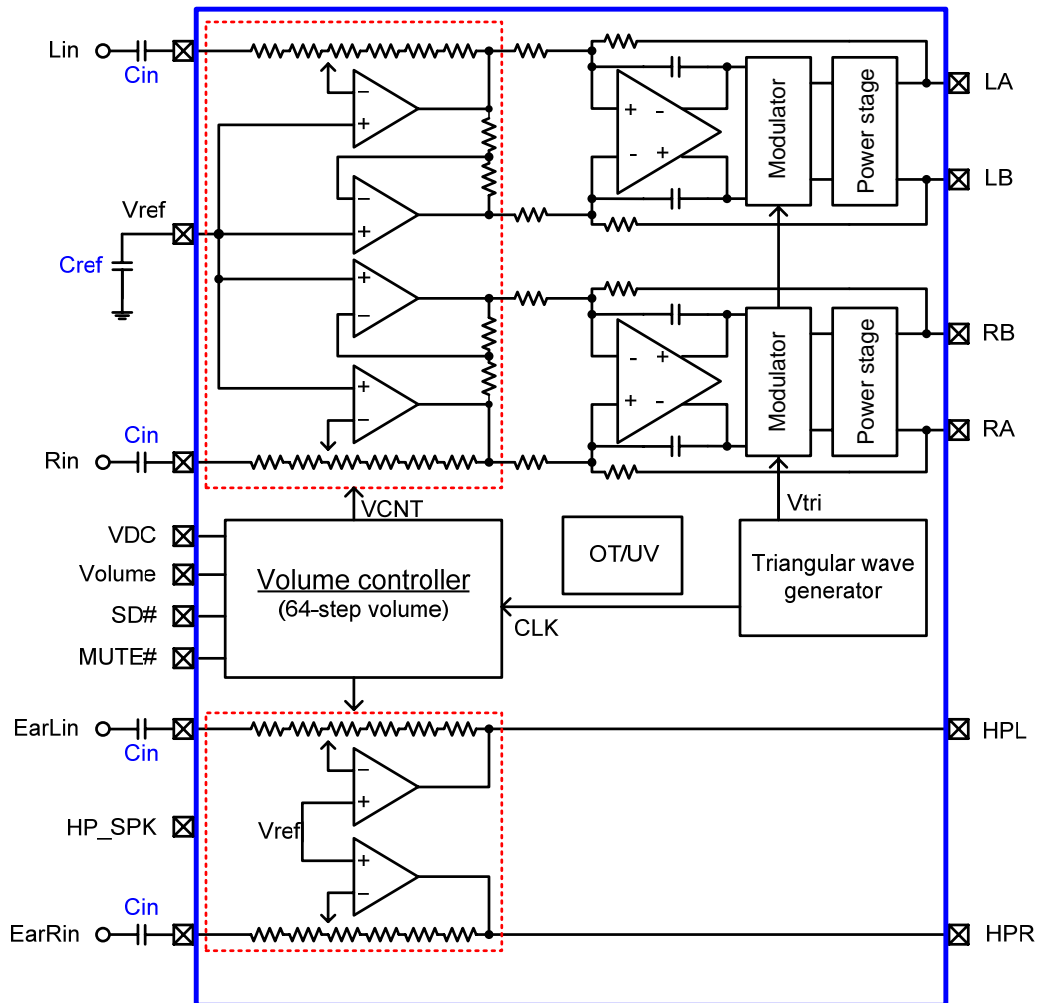 Lin
Cin
LA
Modulator
Power stage
LB
Vref
Cref
RB
Modulator
Power stage
RA
Cin
Rin
VCNT
Vtri
VDC
Volume
SD#
MUTE#
Volume controller
(64-step volume)
OT/UV
Triangular wave
generator
CLK
EarLin
Cin
HPL
HP_SPK
Vref
Cin
EarRin
HPR